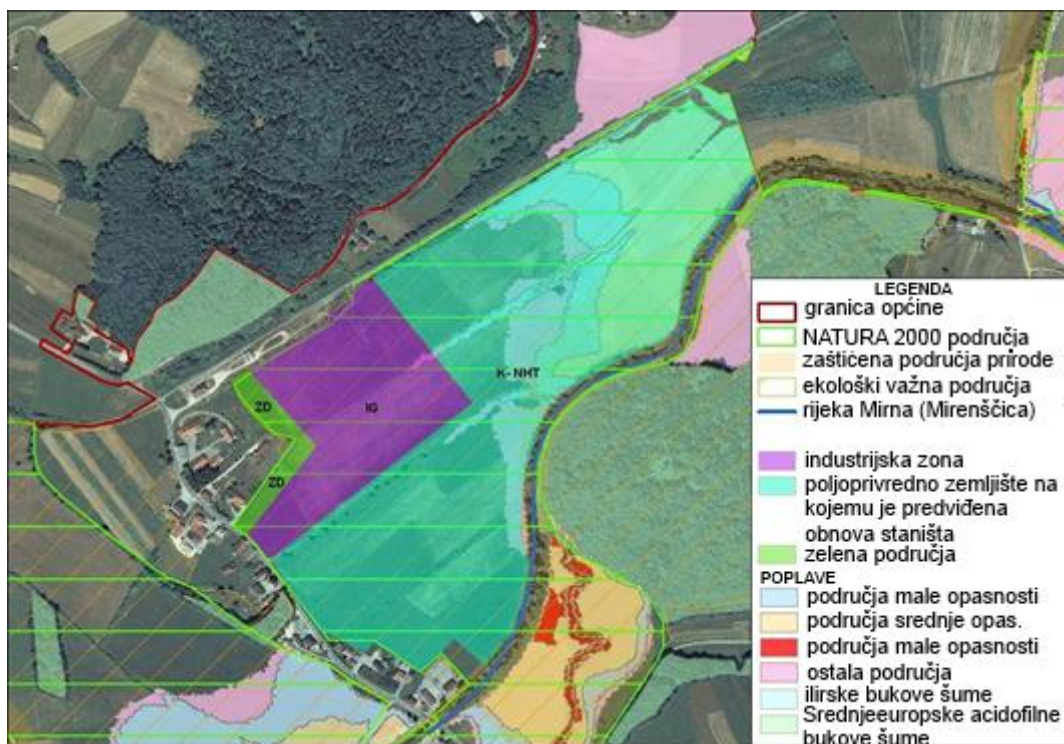 K- NHT
ZD
IG
ZD
LEGENDA
granica općine
NATURA 2000 područja
zaštićena područja prirode
ekološki važna područja
rijeka Mirna (Mirenščica)
industrijska zona
poljoprivredno zemljište na
kojemu je predviđena
obnova staništa
zelena područja
POPLAVE
područja male opasnosti
područja srednje opas.
područja male opasnosti
ostala područja
ilirske bukove šume
Srednjeeuropske acidofilne
bukove šume